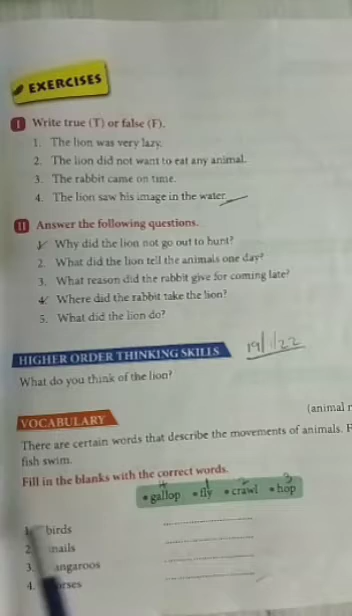 EXERCISES
I Write true (T) or false (F).
1. The lion was very lazy.
2. The lion did not want to eat any animal.
3. The rabbit came on time.
4. The lion saw his image in the water.
II Answer the following questions.
1. Why did the lion not go out to hunt?
2. What did the lion tell the animals one day?
3. What reason did the rabbit give for coming late?
4. Where did the rabbit take the lion?
5. What did the lion do?
HIGHER ORDER THINKING SKILLS 19/1/22
What do you think of the lion?
(animal
VOCABULARY
There are certain words that describe the movements of animals.
fish swim.
Fill in the blanks with the correct words.
4 1 2 3
• gallop • fly • crawl • hop
1. birds
2. nails
3. angaroos
4. orses